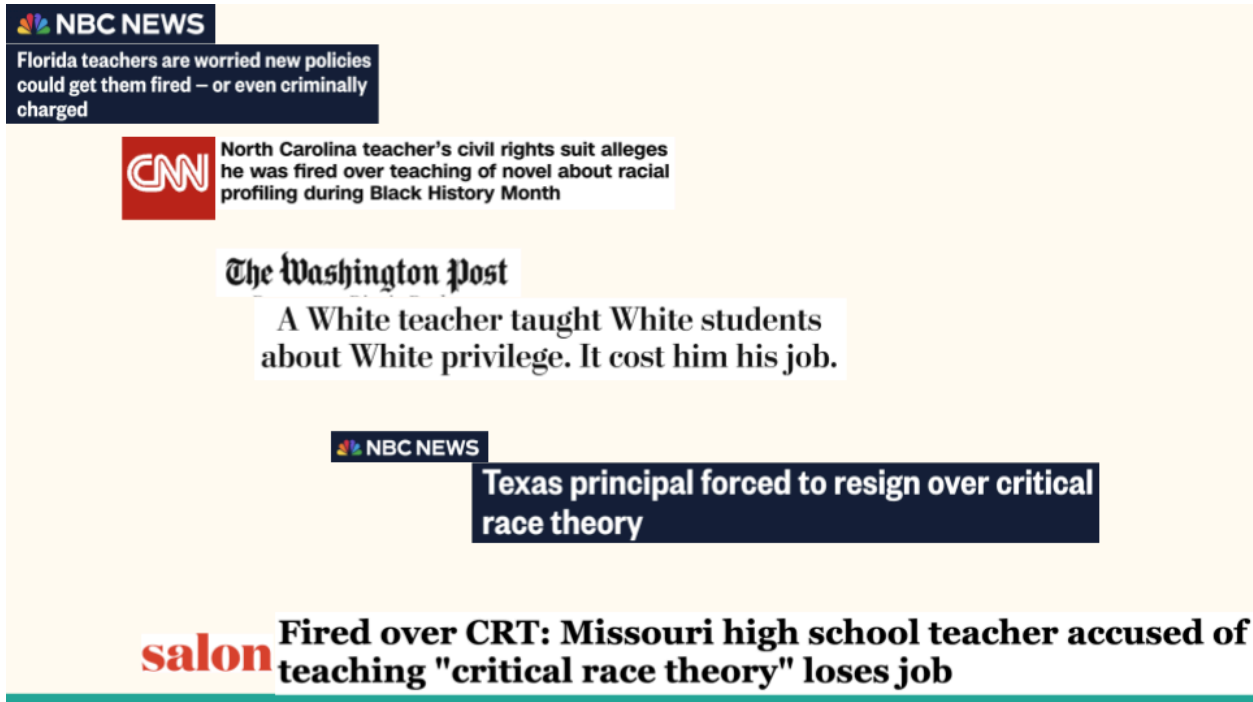 NBC NEWS
Florida teachers are worried new policies
could get them fired – or even criminally
charged
CNN
North Carolina teacher's civil rights suit alleges
he was fired over teaching of novel about racial
profiling during Black History Month
The Washington Post
A White teacher taught White students
about White privilege. It cost him his job.
NBC NEWS
Texas principal forced to resign over critical
race theory
salon
Fired over CRT: Missouri high school teacher accused of
teaching "critical race theory" loses job